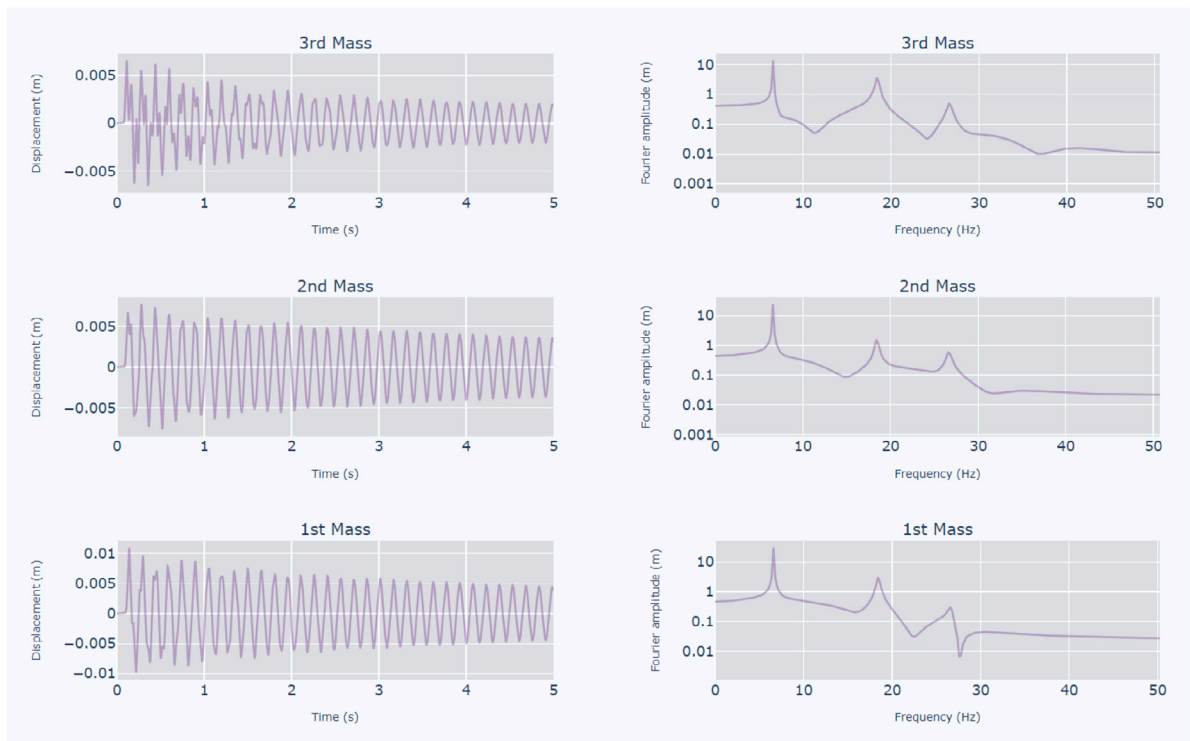 3rd Mass
Displacement (m)
0.005
0
−0.005
0 1 2 3 4 5
Time (s)
3rd Mass
Fourier amplitude (m)
10
1
0.1
0.01
0.001
0 10 20 30 40 50
Frequency (Hz)
2nd Mass
Displacement (m)
0.005
0
−0.005
0 1 2 3 4 5
Time (s)
2nd Mass
Fourier amplitude (m)
10
1
0.1
0.01
0.001
0 10 20 30 40 50
Frequency (Hz)
1st Mass
Displacement (m)
0.01
0.005
0
−0.005
−0.01
0 1 2 3 4 5
Time (s)
1st Mass
Fourier amplitude (m)
10
1
0.1
0.01
0 10 20 30 40 50
Frequency (Hz)